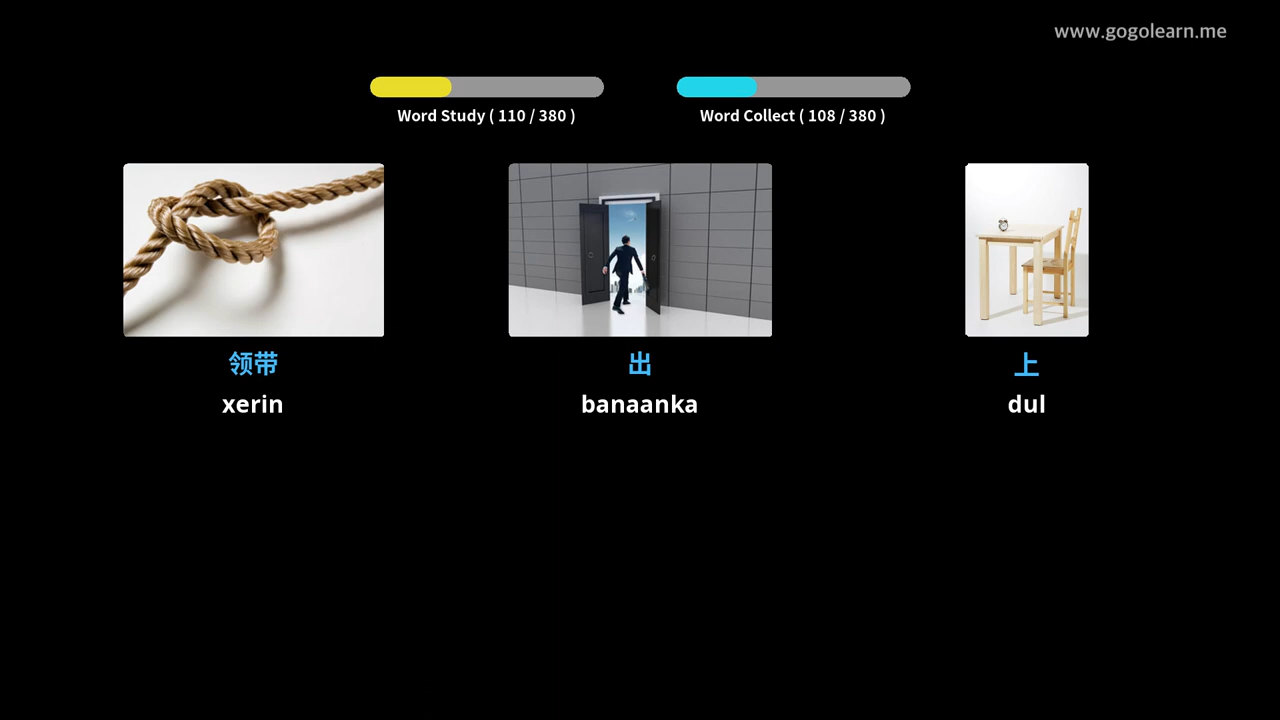 www.gogolearn.me
Word Study ( 110 / 380 )
Word Collect ( 108 / 380 )
领带
xerin
出
banaanka
上
dul